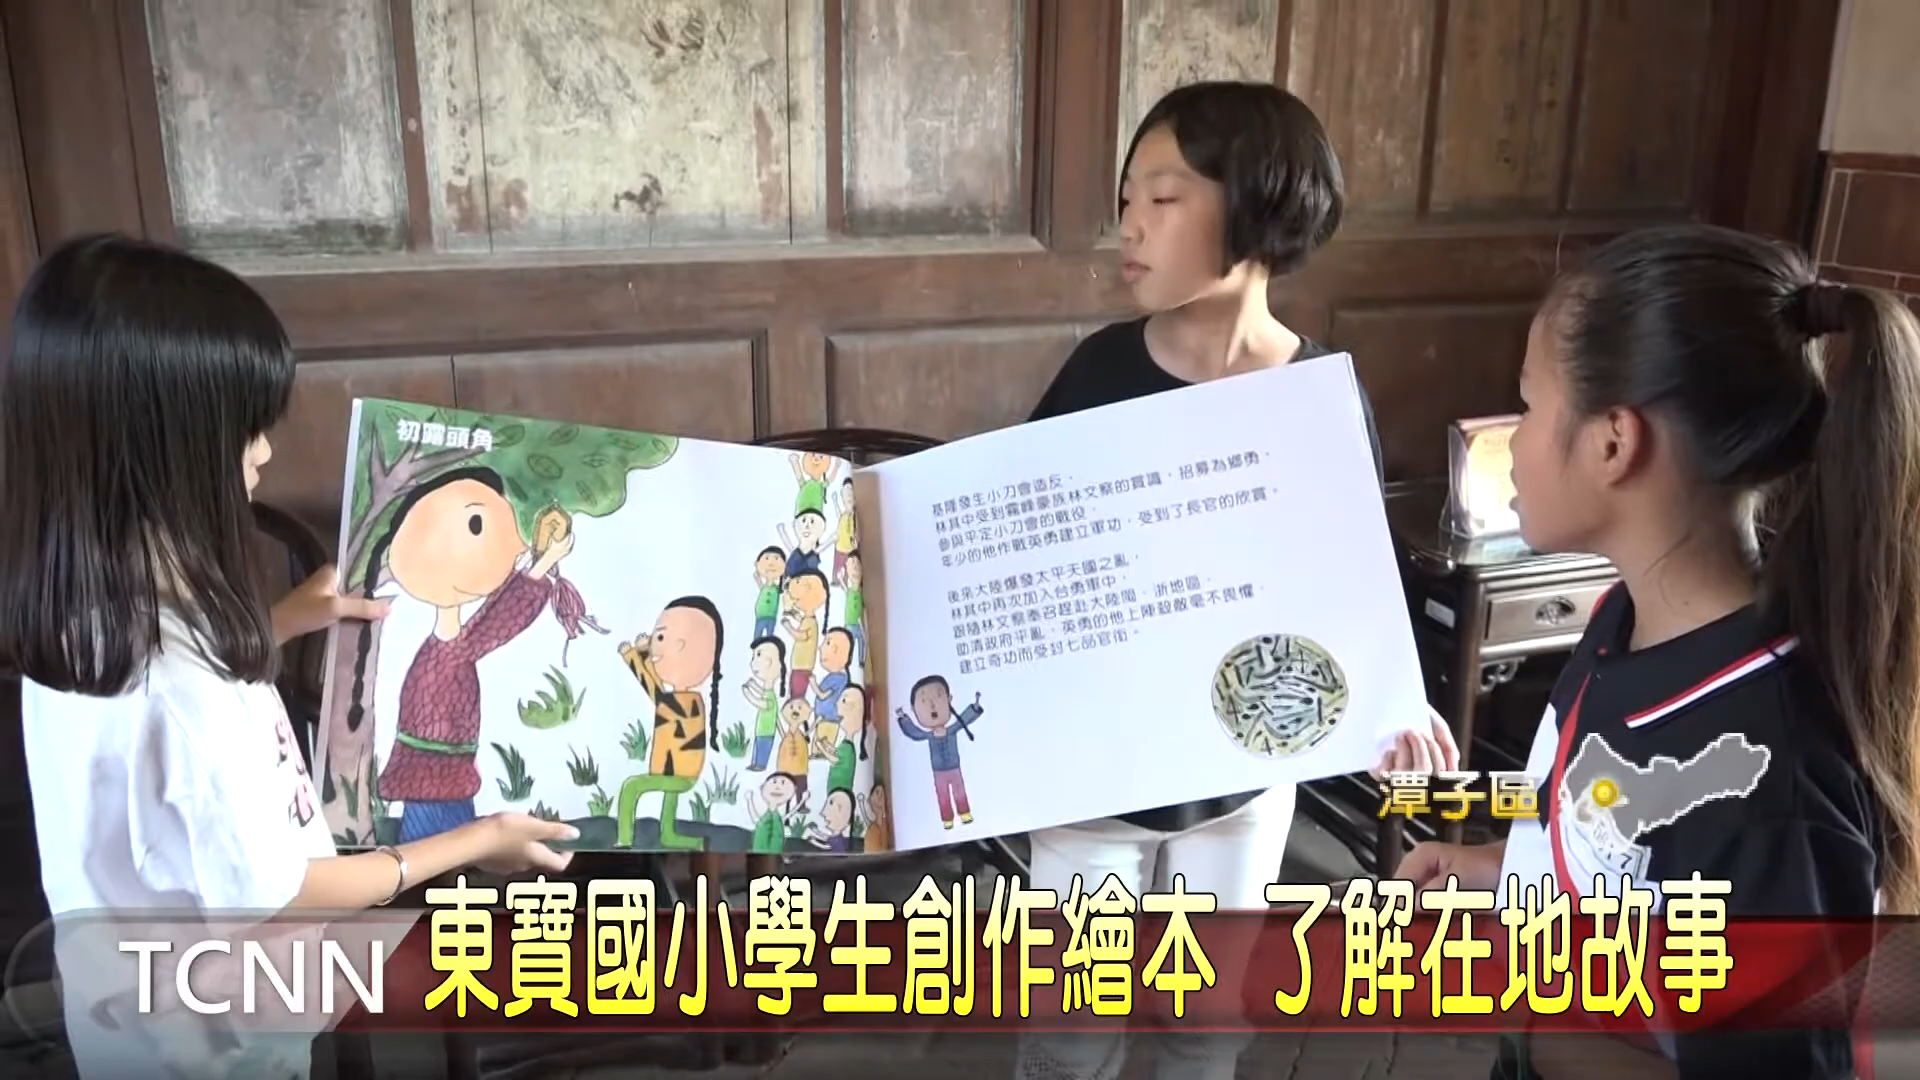 初露頭角
基隆發生小刀會造反，
林其中受到霧峰豪族林文察的賞識，招募為鄉勇，
參與平定小刀會的戰役，
年少的他作戰英勇建立軍功，受到了長官的欣賞。
後來大陸爆發太平天國之亂，
林其中再次加入台勇軍中，
跟隨林文察奉召趕赴大陸閩、浙地區，
助清政府平亂，英勇的他上陣殺敵毫不畏懼，
建立奇功而受封七品官銜。
潭子區
TCNN
東寶國小學生創作繪本 了解在地故事